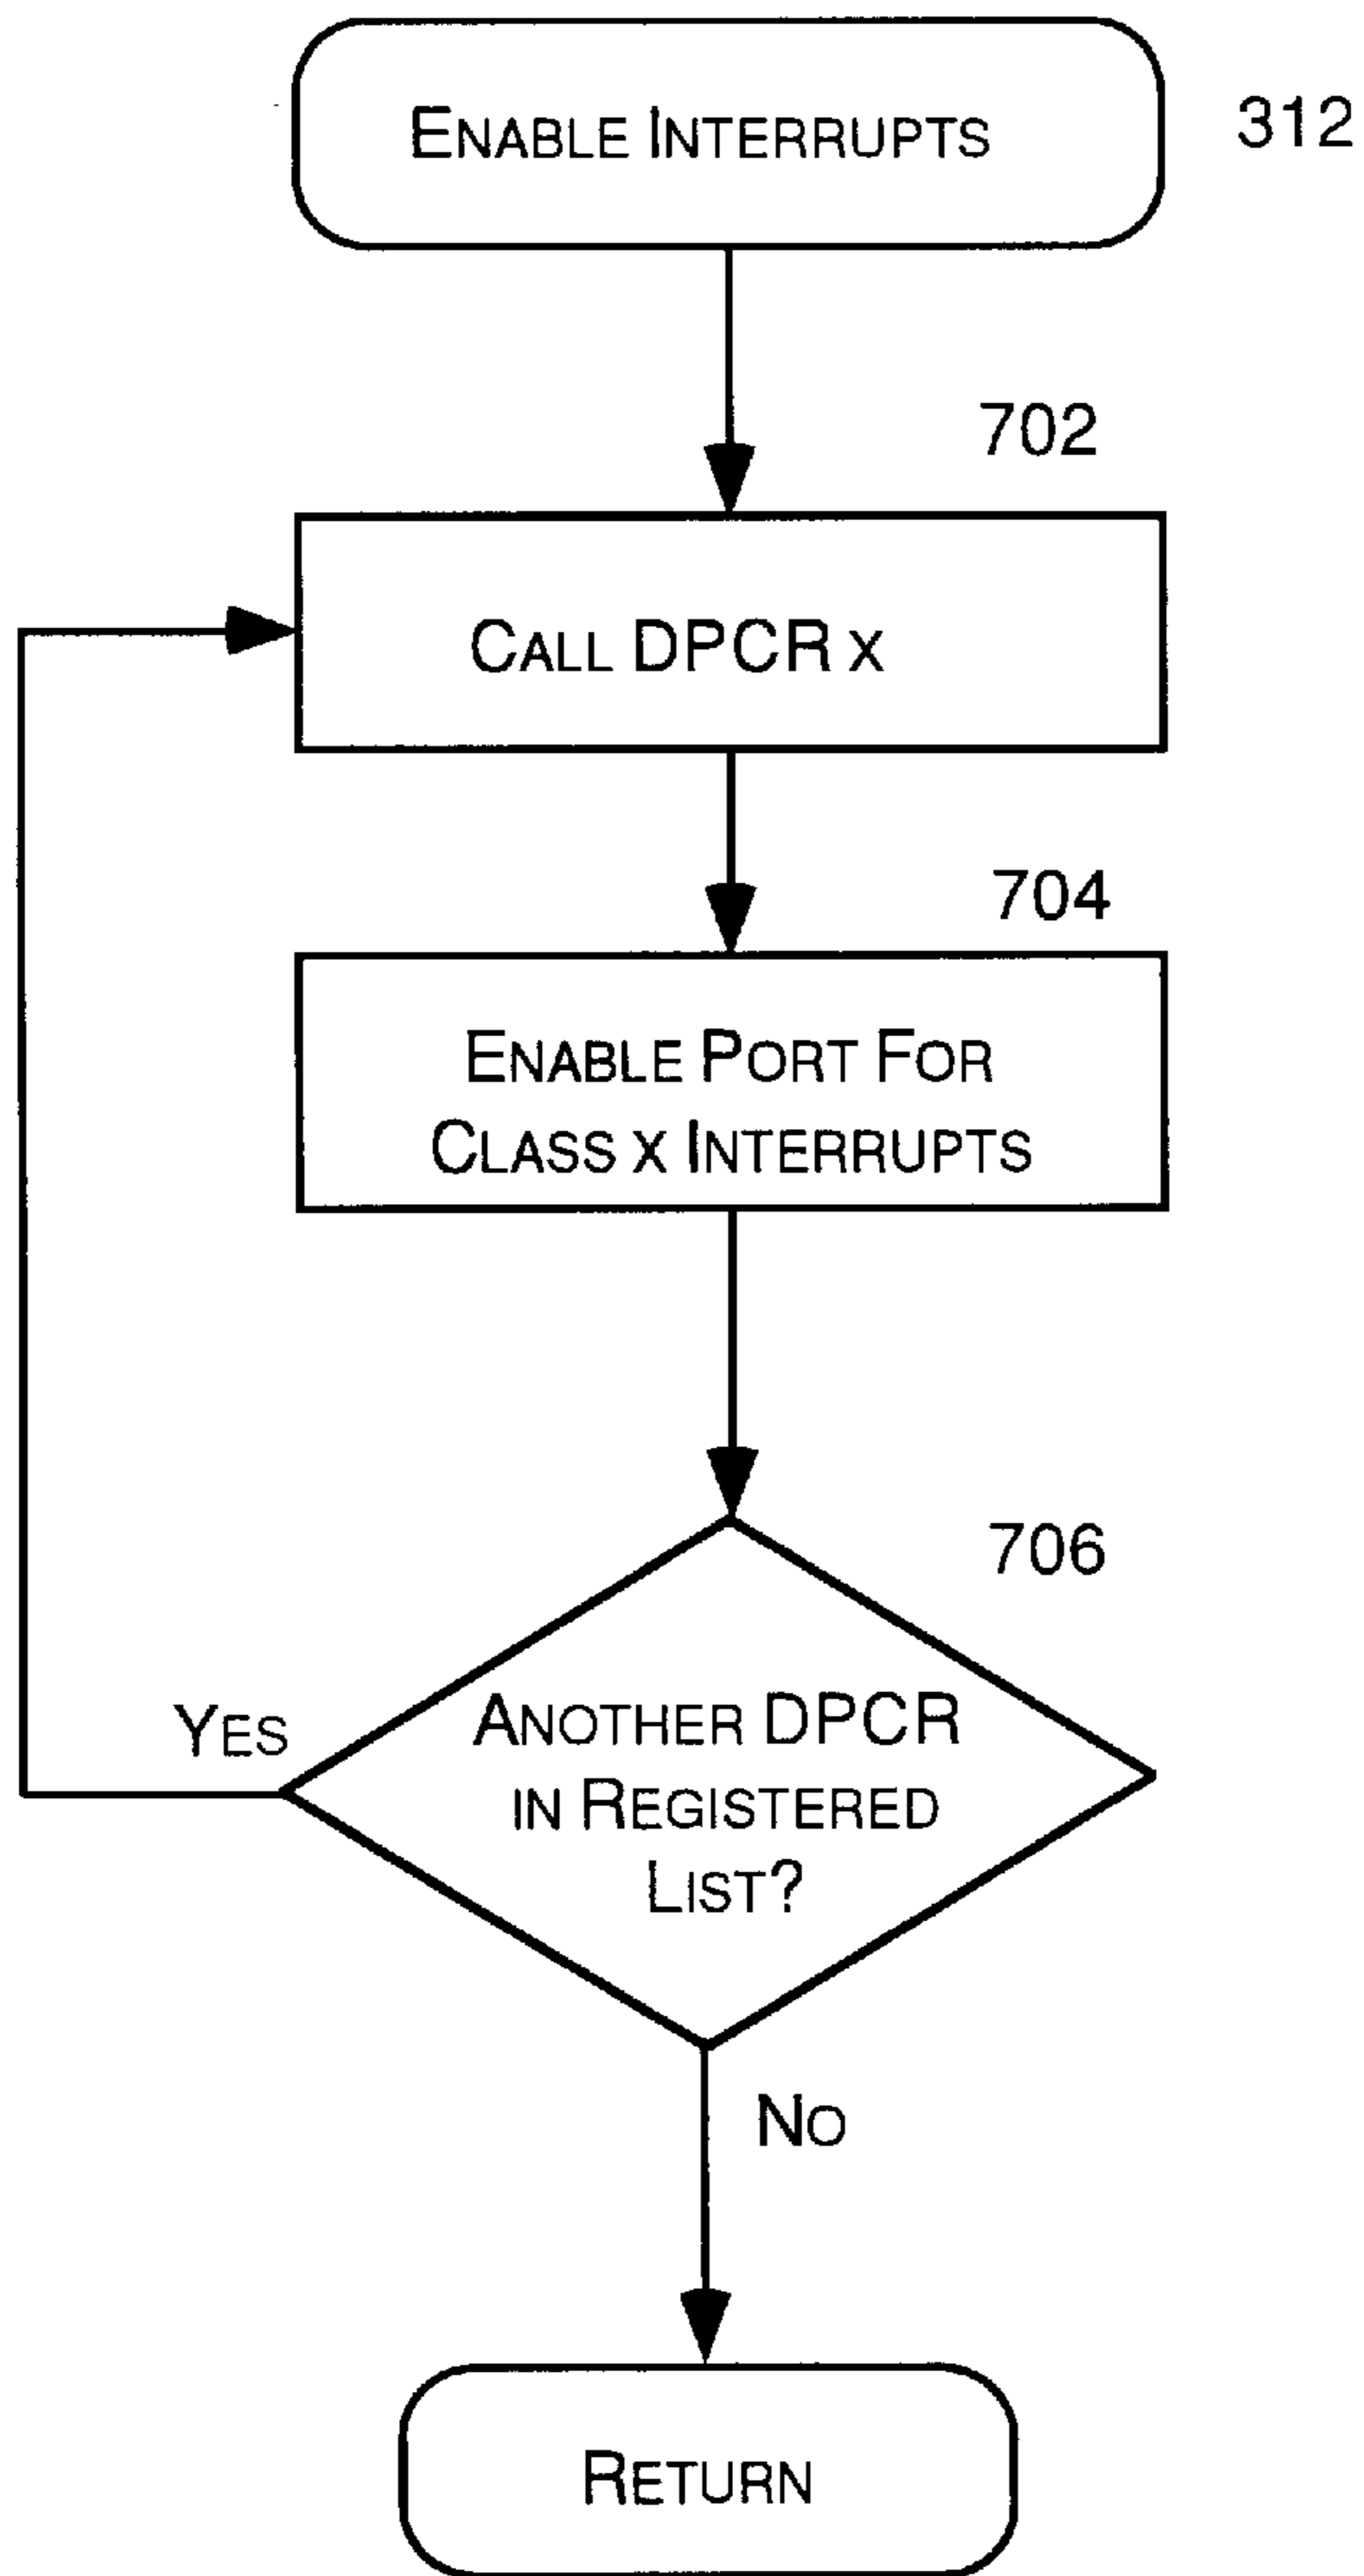 Enable Interrupts
312
702
Call DPCR x
704
Enable Port For
Class x Interrupts
706
Yes
Another DPCR
in Registered
List?
No
Return